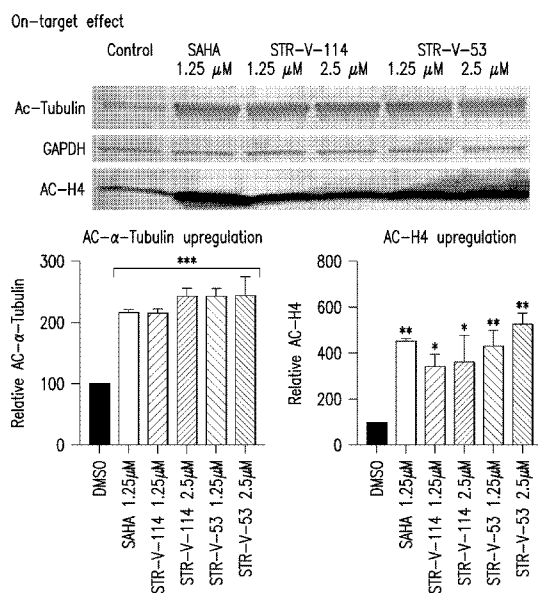 On-target effect
Control SAHA STR-V-114 STR-V-53
1.25 μM 1.25 μM 2.5 μM 1.25 μM 2.5 μM
Ac-Tubulin
GAPDH
AC-H4
AC-α-Tubulin upregulation
300
200
100
0
Relative AC-α-Tubulin
***
DMSO
SAHA 1.25μM
STR-V-114 1.25μM
STR-V-114 2.5μM
STR-V-53 1.25μM
STR-V-53 2.5μM
AC-H4 upregulation
800
600
400
200
0
Relative AC-H4
**
*
*
**
**
DMSO
SAHA 1.25μM
STR-V-114 1.25μM
STR-V-114 2.5μM
STR-V-53 1.25μM
STR-V-53 2.5μM